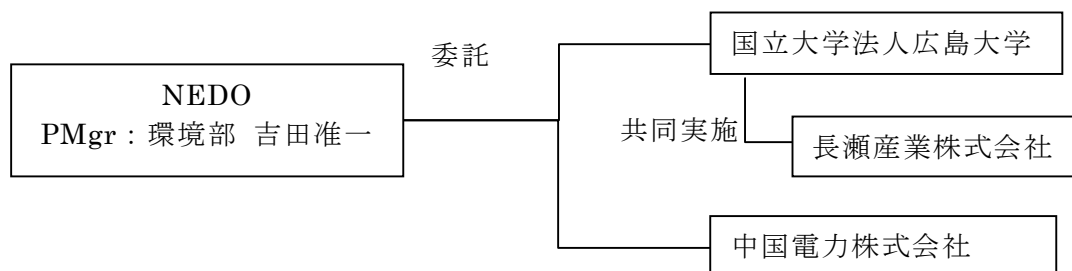 NEDO
PMgr：環境部 吉田准一
委託
国立大学法人広島大学
共同実施
長瀬産業株式会社
中国電力株式会社